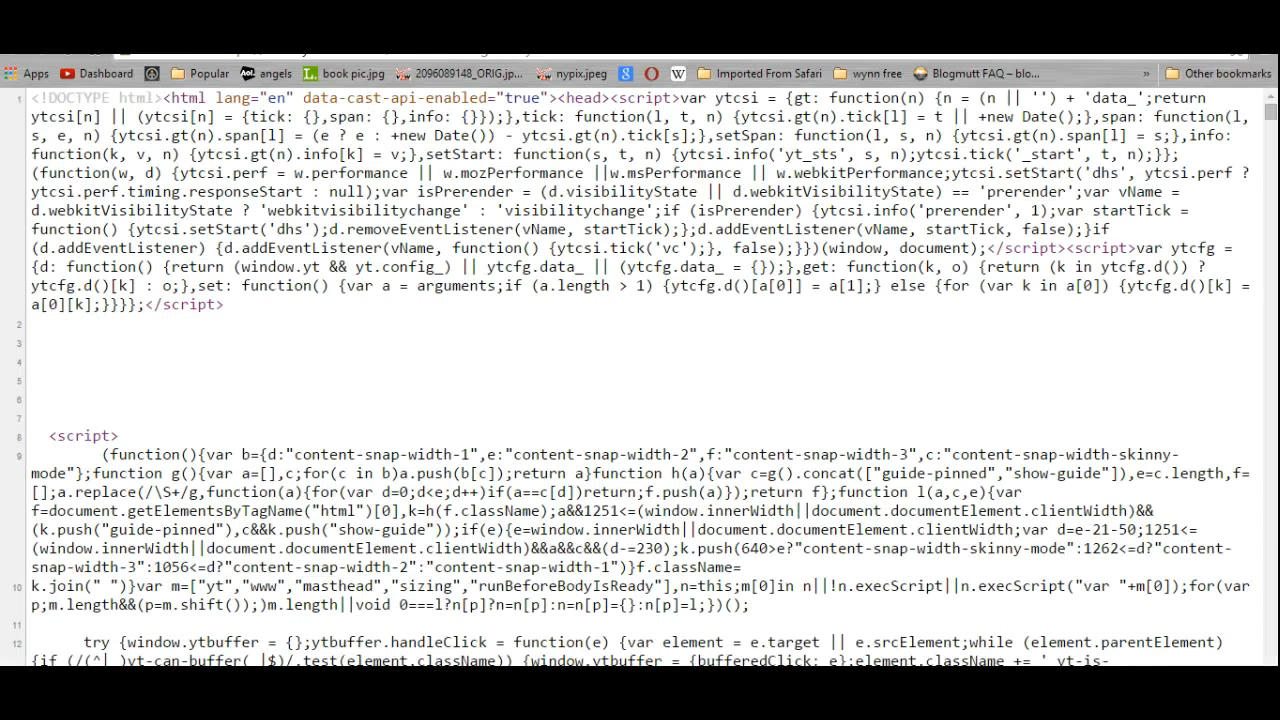 Apps Dashboard Popular angels book pic.jpg 2096089148_ORIG.jp... nypix.jpeg Imported From Safari wynn free Blogmutt FAQ – blo... » Other bookmarks
1 <!DOCTYPE html><html lang="en" data-cast-api-enabled="true"><head><script>var ytcsi = {gt: function(n) {n = (n || '') + 'data_';return
ytcsi[n] || (ytcsi[n] = {tick: {},span: {},info: {}});},tick: function(l, t, n) {ytcsi.gt(n).tick[l] = t || +new Date();},span: function(l,
s, e, n) {ytcsi.gt(n).span[l] = (e ? e : +new Date()) - ytcsi.gt(n).tick[s];},setSpan: function(l, s, n) {ytcsi.gt(n).span[l] = s;},info:
function(k, v, n) {ytcsi.gt(n).info[k] = v;},setStart: function(s, t, n) {ytcsi.info('yt_sts', s, n);ytcsi.tick('_start', t, n);}};
(function(w, d) {ytcsi.perf = w.performance || w.mozPerformance ||w.msPerformance || w.webkitPerformance;ytcsi.setStart('dhs', ytcsi.perf ?
ytcsi.perf.timing.responseStart : null);var isPrerender = (d.visibilityState || d.webkitVisibilityState) == 'prerender';var vName =
d.webkitVisibilityState ? 'webkitvisibilitychange' : 'visibilitychange';if (isPrerender) {ytcsi.info('prerender', 1);var startTick =
function() {ytcsi.setStart('dhs');d.removeEventListener(vName, startTick);};d.addEventListener(vName, startTick, false);}if
(d.addEventListener) {d.addEventListener(vName, function() {ytcsi.tick('vc');}, false);}})(window, document);</script><script>var ytcfg =
{d: function() {return (window.yt && yt.config_) || ytcfg.data_ || (ytcfg.data_ = {});},get: function(k, o) {return (k in ytcfg.d()) ?
ytcfg.d()[k] : o;},set: function() {var a = arguments;if (a.length > 1) {ytcfg.d()[a[0]] = a[1];} else {for (var k in a[0]) {ytcfg.d()[k] =
a[0][k];}}}};</script>
2
3
4
5
6
7
8 <script>
9 (function(){var b={d:"content-snap-width-1",e:"content-snap-width-2",f:"content-snap-width-3",c:"content-snap-width-skinny-
mode"};function g(){var a=[],c;for(c in b)a.push(b[c]);return a}function h(a){var c=g().concat(["guide-pinned","show-guide"]),e=c.length,f=
[];a.replace(/\S+/g,function(a){for(var d=0;d<e;d++)if(a==c[d])return;f.push(a)});return f};function l(a,c,e){var
f=document.getElementsByTagName("html")[0],k=h(f.className);a&&1251<=(window.innerWidth||document.documentElement.clientWidth)&&
(k.push("guide-pinned"),c&&k.push("show-guide"));if(e){e=window.innerWidth||document.documentElement.clientWidth;var d=e-21-50;1251<=
(window.innerWidth||document.documentElement.clientWidth)&&a&&c&&(d-=230);k.push(640>e?"content-snap-width-skinny-mode":1262<=d?"content-
snap-width-3":1056<=d?"content-snap-width-2":"content-snap-width-1")}f.className=
10 k.join(" ")}var m=["yt","www","masthead","sizing","runBeforeBodyIsReady"],n=this;m[0]in n||!n.execScript||n.execScript("var "+m[0]);for(var
p;m.length&&(p=m.shift());)m.length||void 0===l?n[p]?n=n[p]:n=n[p]={}:n[p]=l;})();
11
12 try {window.ytbuffer = {};ytbuffer.handleClick = function(e) {var element = e.target || e.srcElement;while (element.parentElement)
{if (/(^| )yt-can-buffer( |$)/.test(element.className)) {window.ytbuffer = {bufferedClick: e};element.className += ' yt-is-